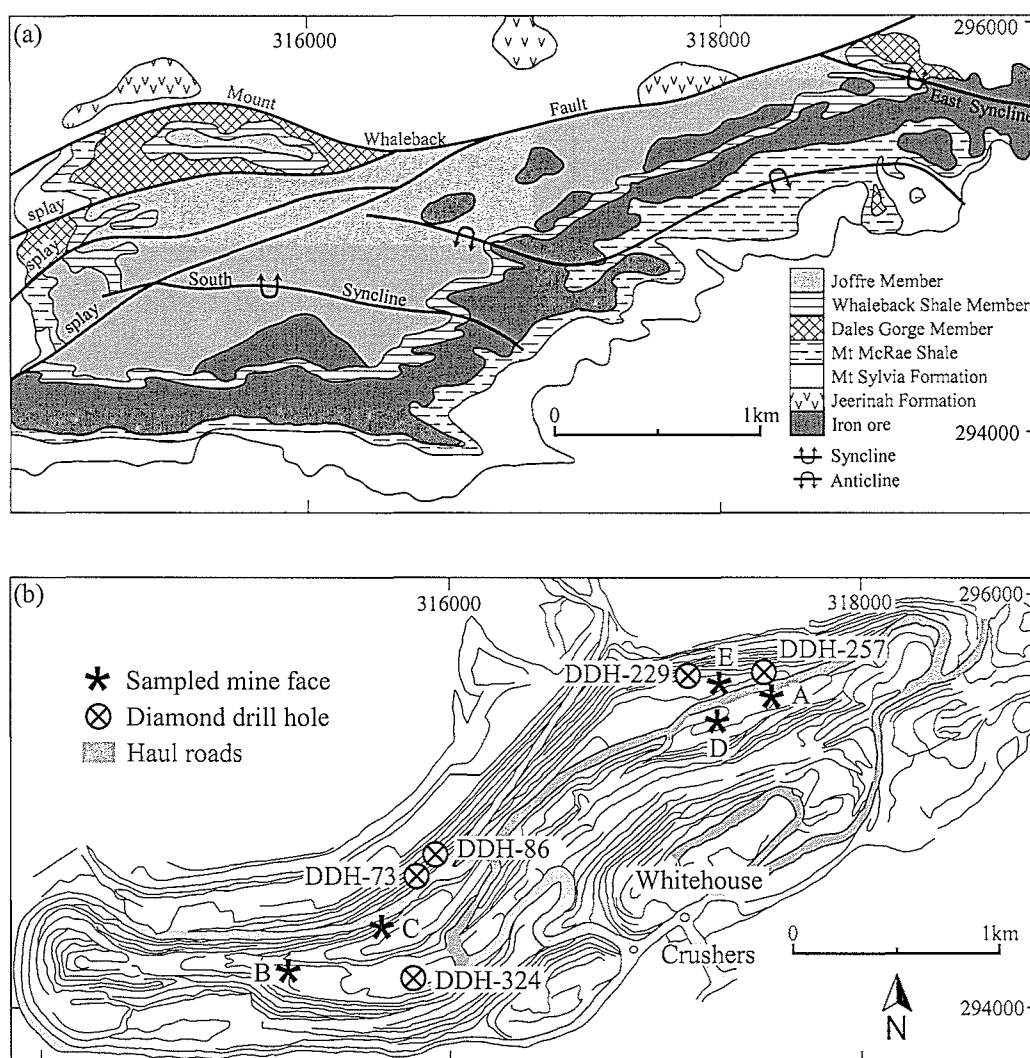 (a)
316000
318000
296000
Mount
Whaleback
Fault
East Syncline
splay
splay
splay
South
Syncline
Joffre Member
Whaleback Shale Member
Dales Gorge Member
Mt McRae Shale
Mt Sylvia Formation
Jeerinah Formation
Iron ore
0 1km
294000
Syncline
Anticline
(b)
316000
318000
296000
Sampled mine face
Diamond drill hole
Haul roads
DDH-229
E
DDH-257
A
D
DDH-86
DDH-73
C
B
DDH-324
Whitehouse
Crushers
0 1km
N
294000